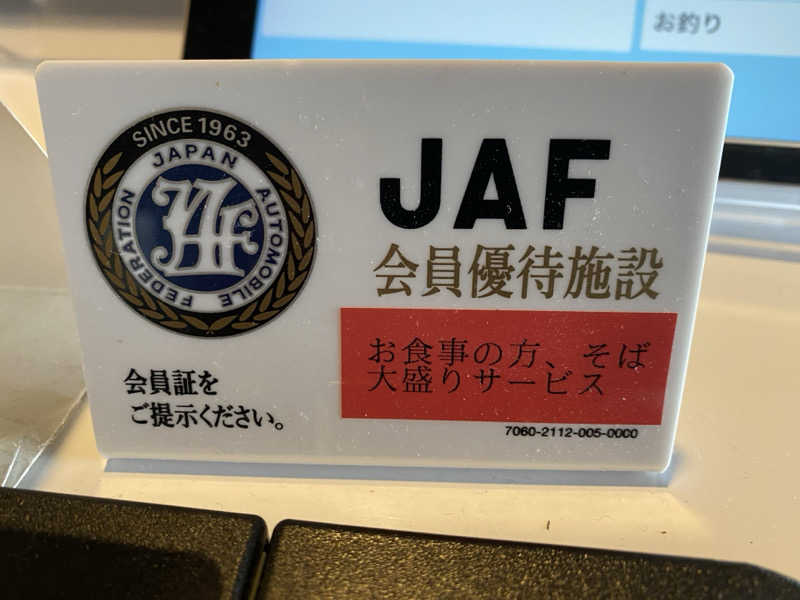 お釣り
SINCE 1963
JAPAN AUTOMOBILE FEDERATION
JAF
JAF
会員優待施設
お食事の方、そば
大盛りサービス
会員証を
ご提示ください。
7060-2112-005-0000